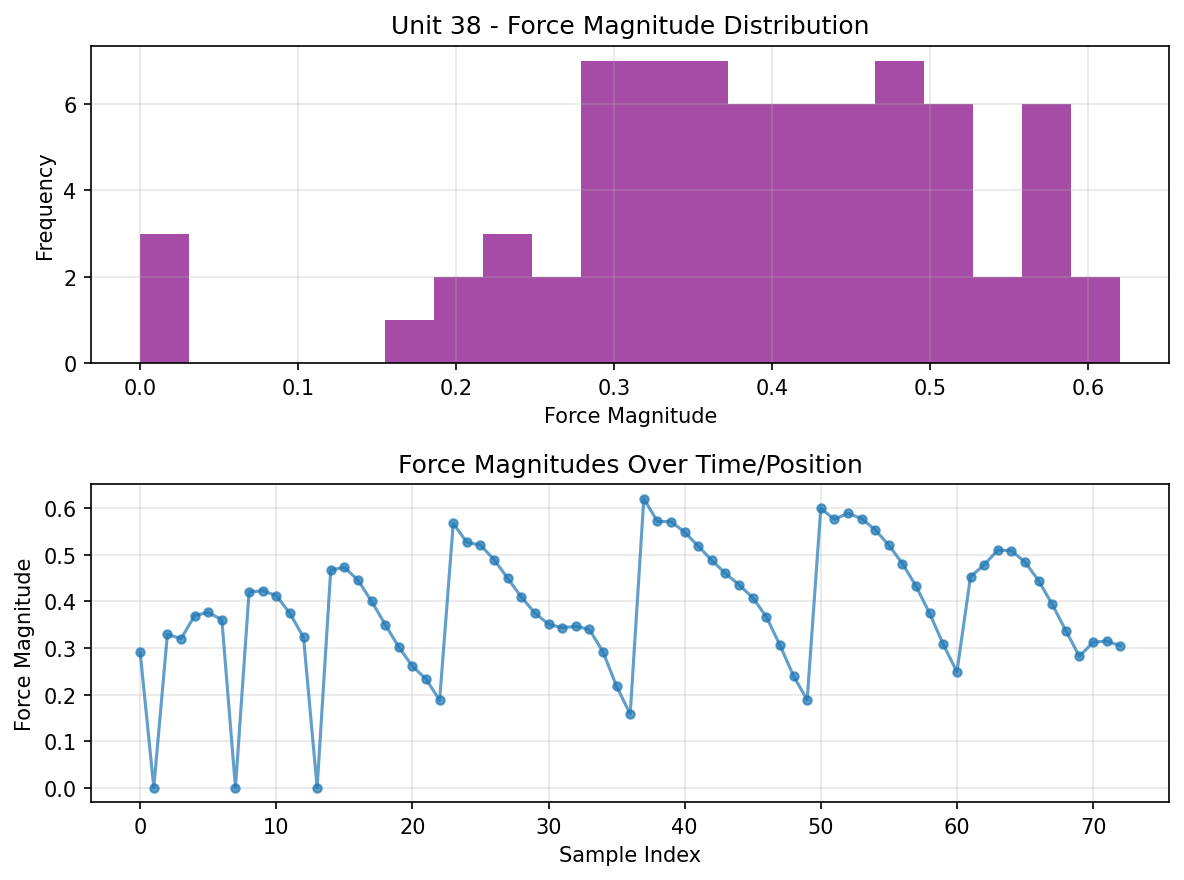 Unit 38 - Force Magnitude Distribution
Frequency
6
4
2
0
0.0 0.1 0.2 0.3 0.4 0.5 0.6
Force Magnitude
Force Magnitudes Over Time/Position
Force Magnitude
0.6
0.5
0.4
0.3
0.2
0.1
0.0
0 10 20 30 40 50 60 70
Sample Index